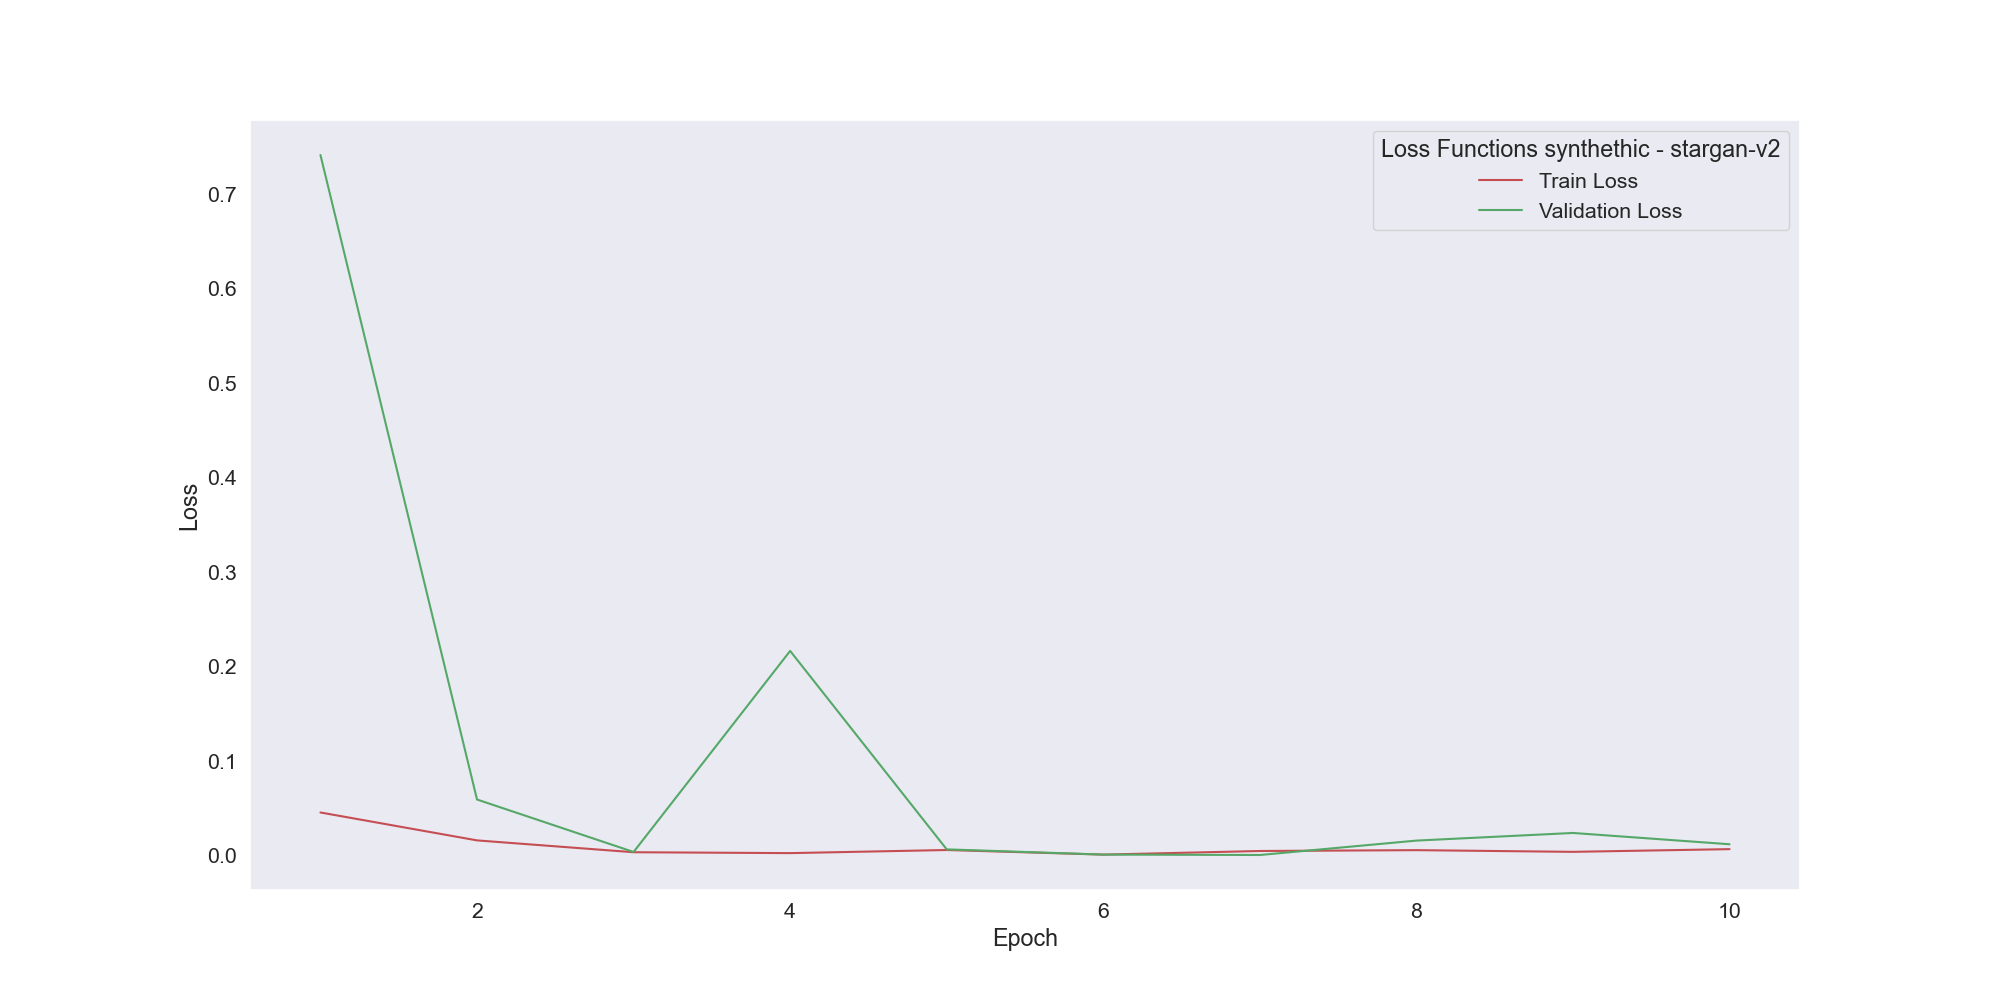 Loss Functions synthethic - stargan-v2
Train Loss
Validation Loss
0.7
0.6
0.5
0.4
0.3
0.2
0.1
0.0
Loss
2 4 6 8 10
Epoch